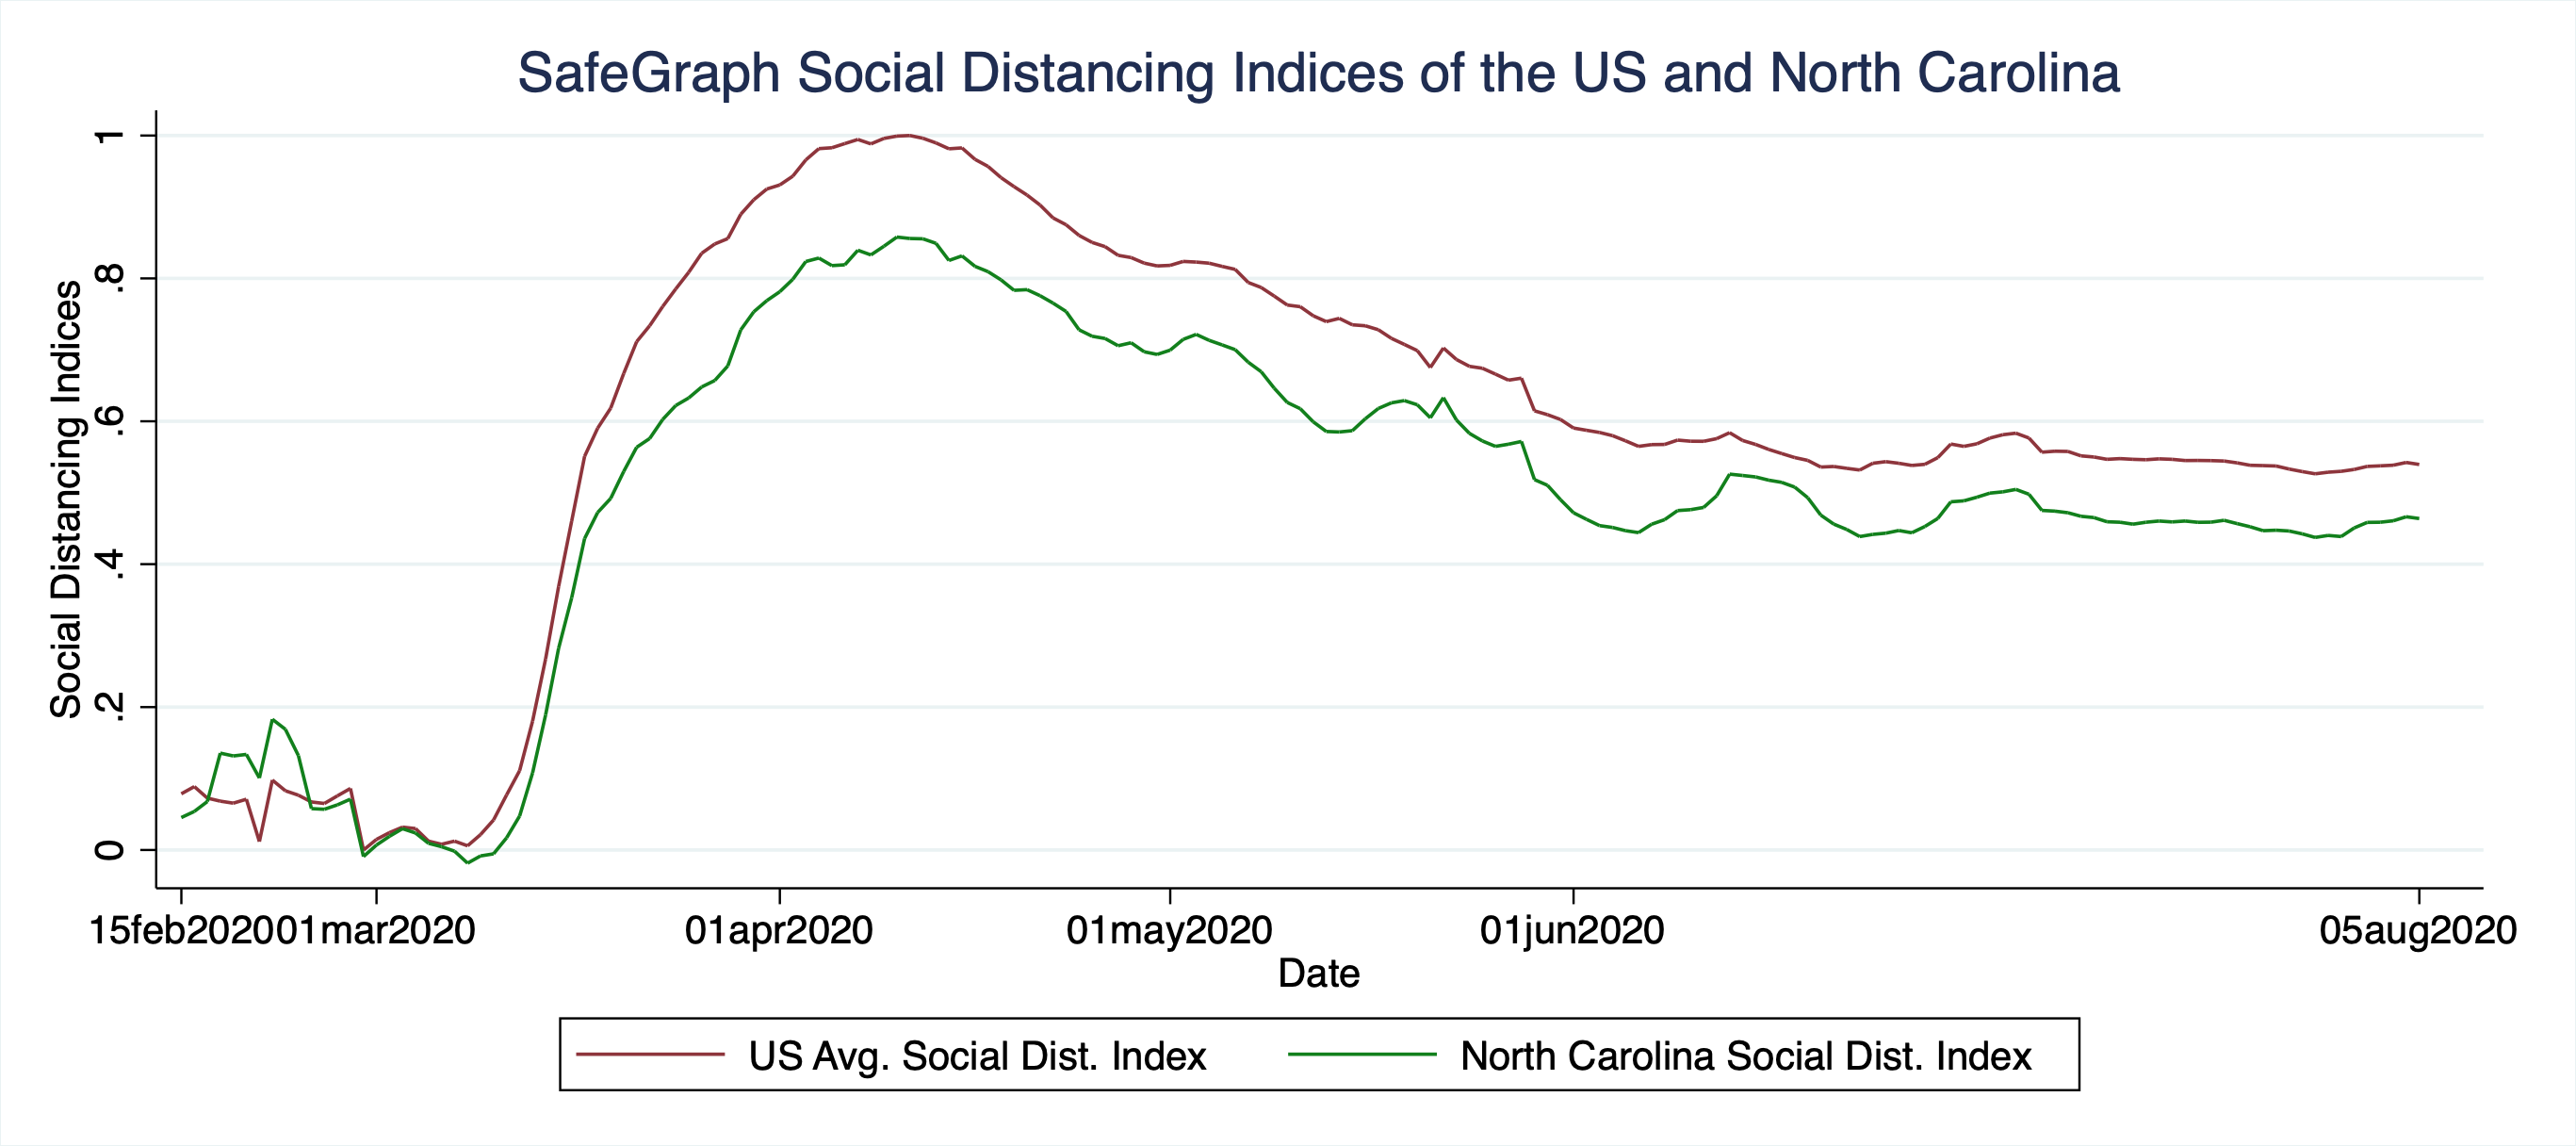 SafeGraph Social Distancing Indices of the US and North Carolina
Social Distancing Indices
1
.8
.6
.4
.2
0
15feb2020 01mar2020 01apr2020 01may2020 01jun2020 05aug2020
Date
US Avg. Social Dist. Index North Carolina Social Dist. Index